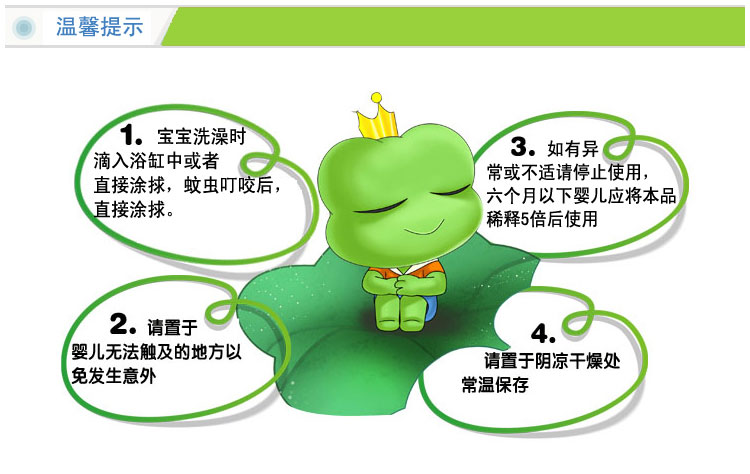 温馨提示
1. 宝宝洗澡时
滴入浴缸中或者
直接涂抹，蚊虫叮咬后，
直接涂抹。
2. 请置于
婴儿无法触及的地方以
免发生意外
3. 如有异
常或不适请停止使用，
六个月以下婴儿应将本品
稀释5倍后使用
4.
请置于阴凉干燥处
常温保存